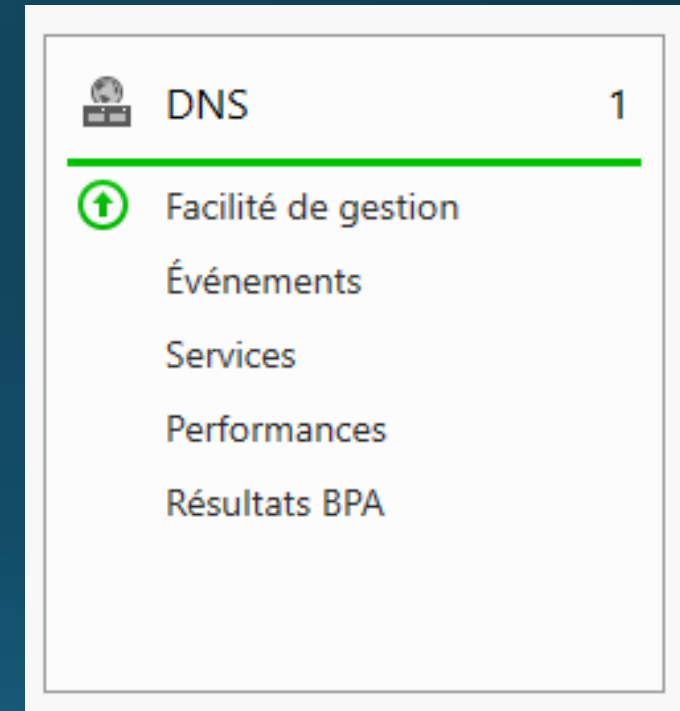 DNS 1
Facilité de gestion
Événements
Services
Performances
Résultats BPA